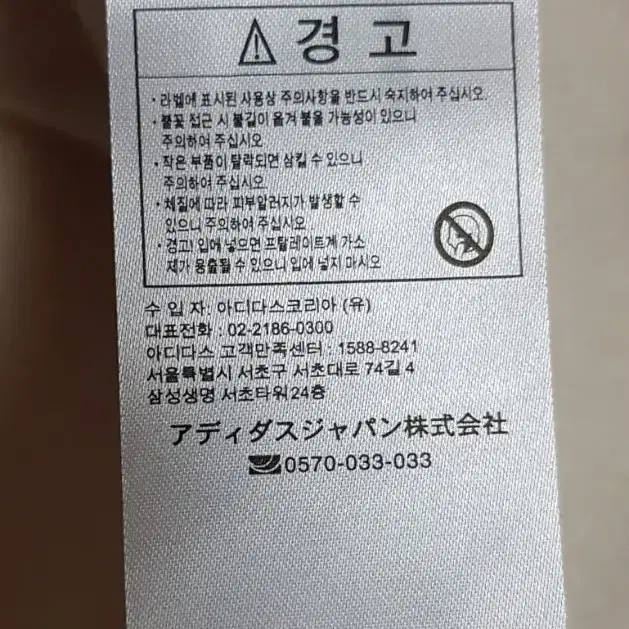 ⚠ 경 고
· 라벨에 표시된 사용상 주의사항을 반드시 숙지하여 주십시오.
· 불꽃 접근 시 불길이 옮겨 붙을 가능성이 있으니
주의하여 주십시오
· 작은 부품이 탈락되면 삼킬 수 있으니
주의하여 주십시오
· 체질에 따라 피부알러지가 발생할 수
있으니 주의하여 주십시오
· 경고! 입에 넣으면 프탈레이트계 가소
제가 용출될 수 있으니 입에 넣지 마시오
수 입 자: 아디다스코리아 (유)
대표전화 : 02-2186-0300
아디다스 고객만족센터 : 1588-8241
서울특별시 서초구 서초대로 74길 4
삼성생명 서초타워24층
アディダスジャパン株式会社
0570-033-033